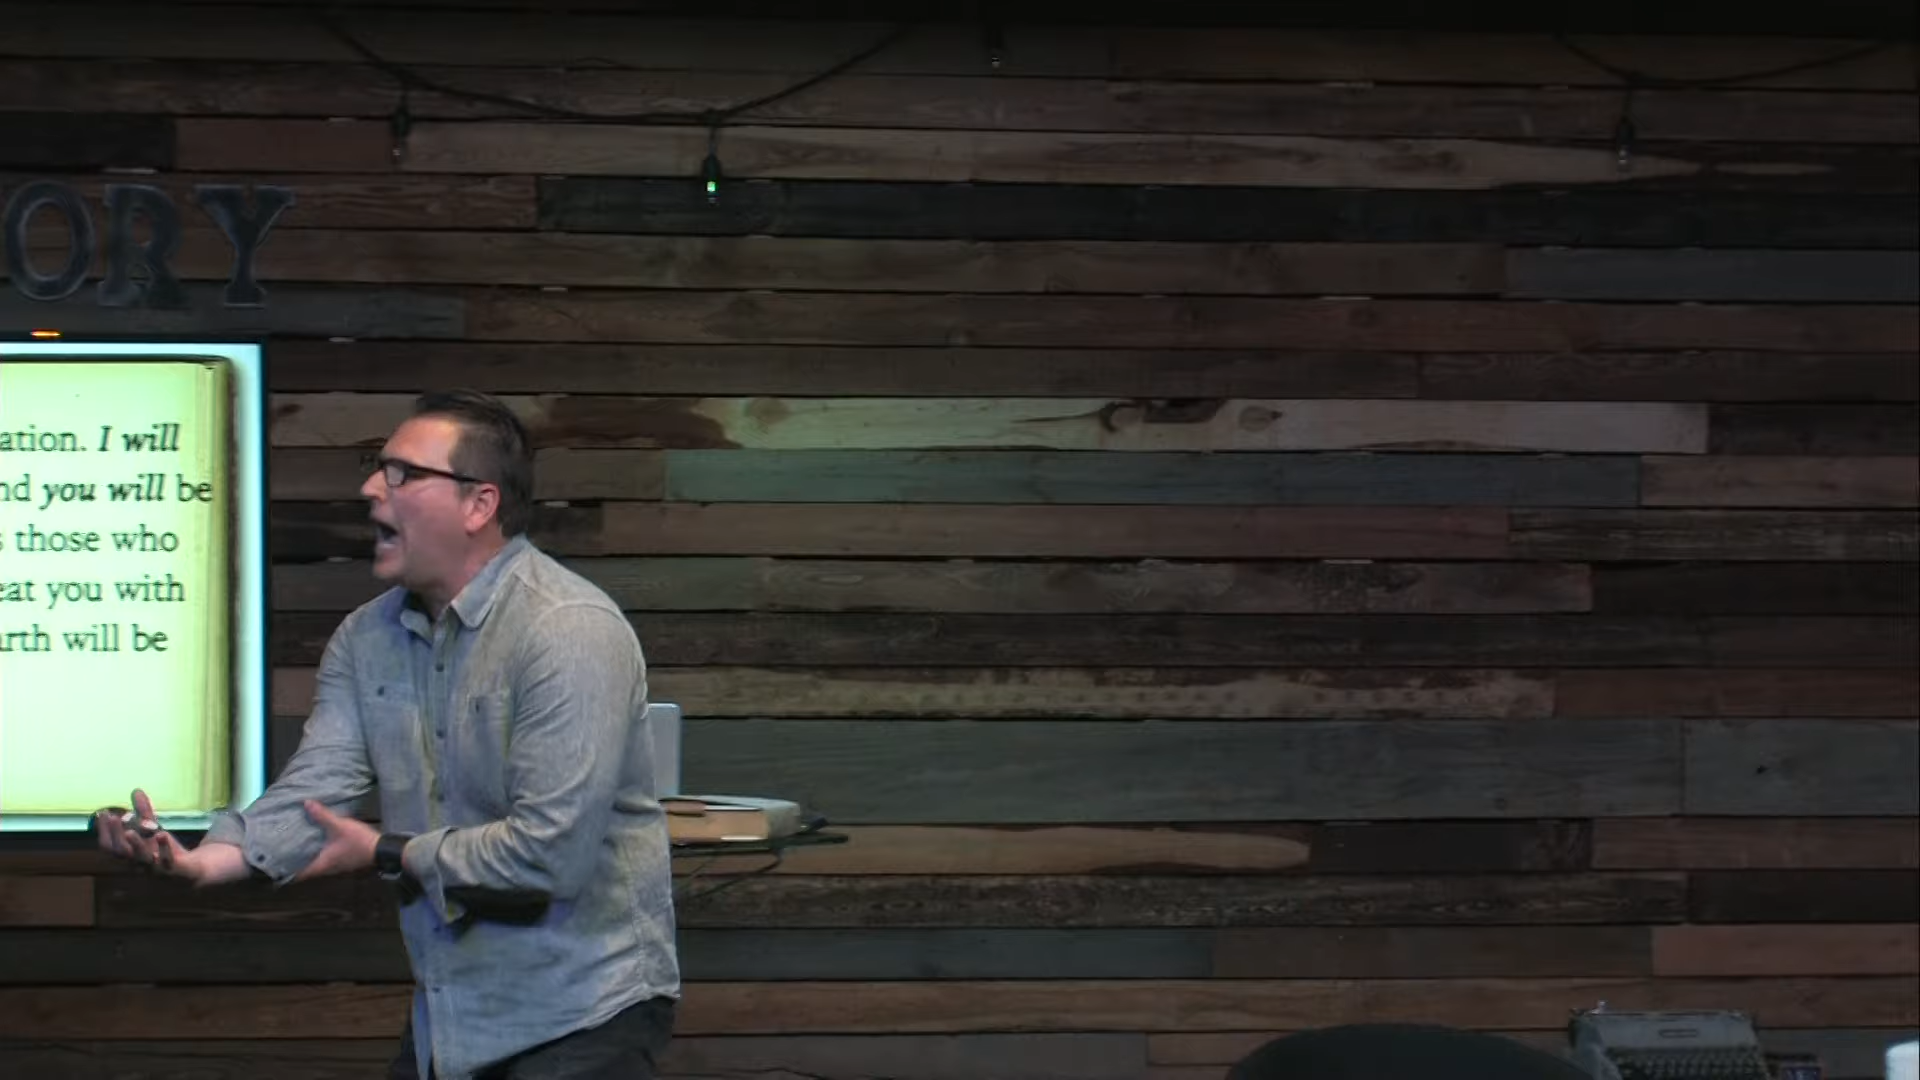 ORY
ation. I will
nd you will be
s those who
eat you with
arth will be